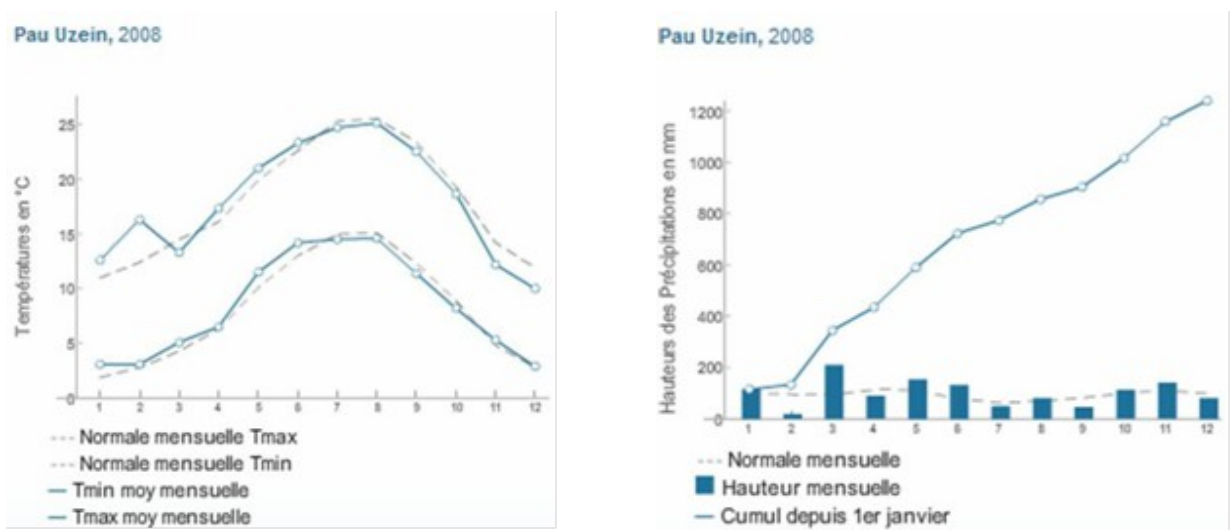 Pau Uzein, 2008
Températures en °C
25
20
15
10
5
0
1 2 3 4 5 6 7 8 9 10 11 12
Normale mensuelle Tmax
Normale mensuelle Tmin
Tmin moy mensuelle
Tmax moy mensuelle
Pau Uzein, 2008
Hauteurs des Précipitations en mm
1200
1000
800
600
400
200
0
1 2 3 4 5 6 7 8 9 10 11 12
Normale mensuelle
Hauteur mensuelle
Cumul depuis 1er janvier